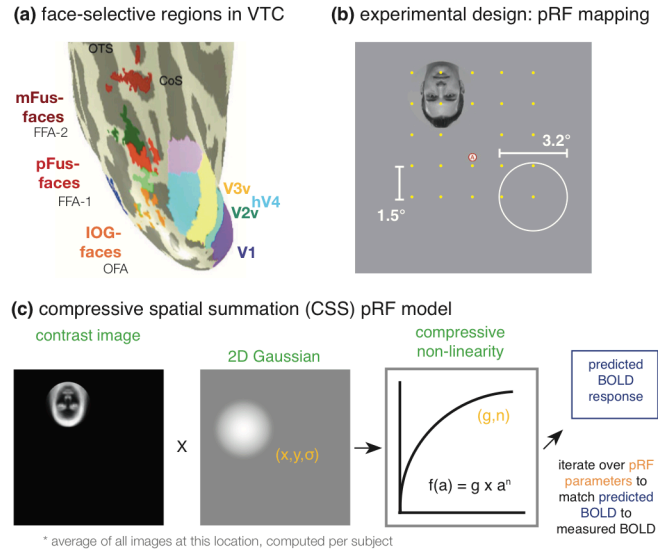 (a) face-selective regions in VTC
OTS
CoS
mFus-
faces
FFA-2
pFus-
faces
FFA-1
IOG-
faces
OFA
V3v
hV4
V2v
V1
(b) experimental design: pRF mapping
3.2°
1.5°
(c) compressive spatial summation (CSS) pRF model
contrast image
X
2D Gaussian
(x,y,σ)
compressive
non-linearity
(g,n)
f(a) = g x aⁿ
predicted
BOLD
response
iterate over pRF
parameters to
match predicted
BOLD to
measured BOLD
* average of all images at this location, computed per subject